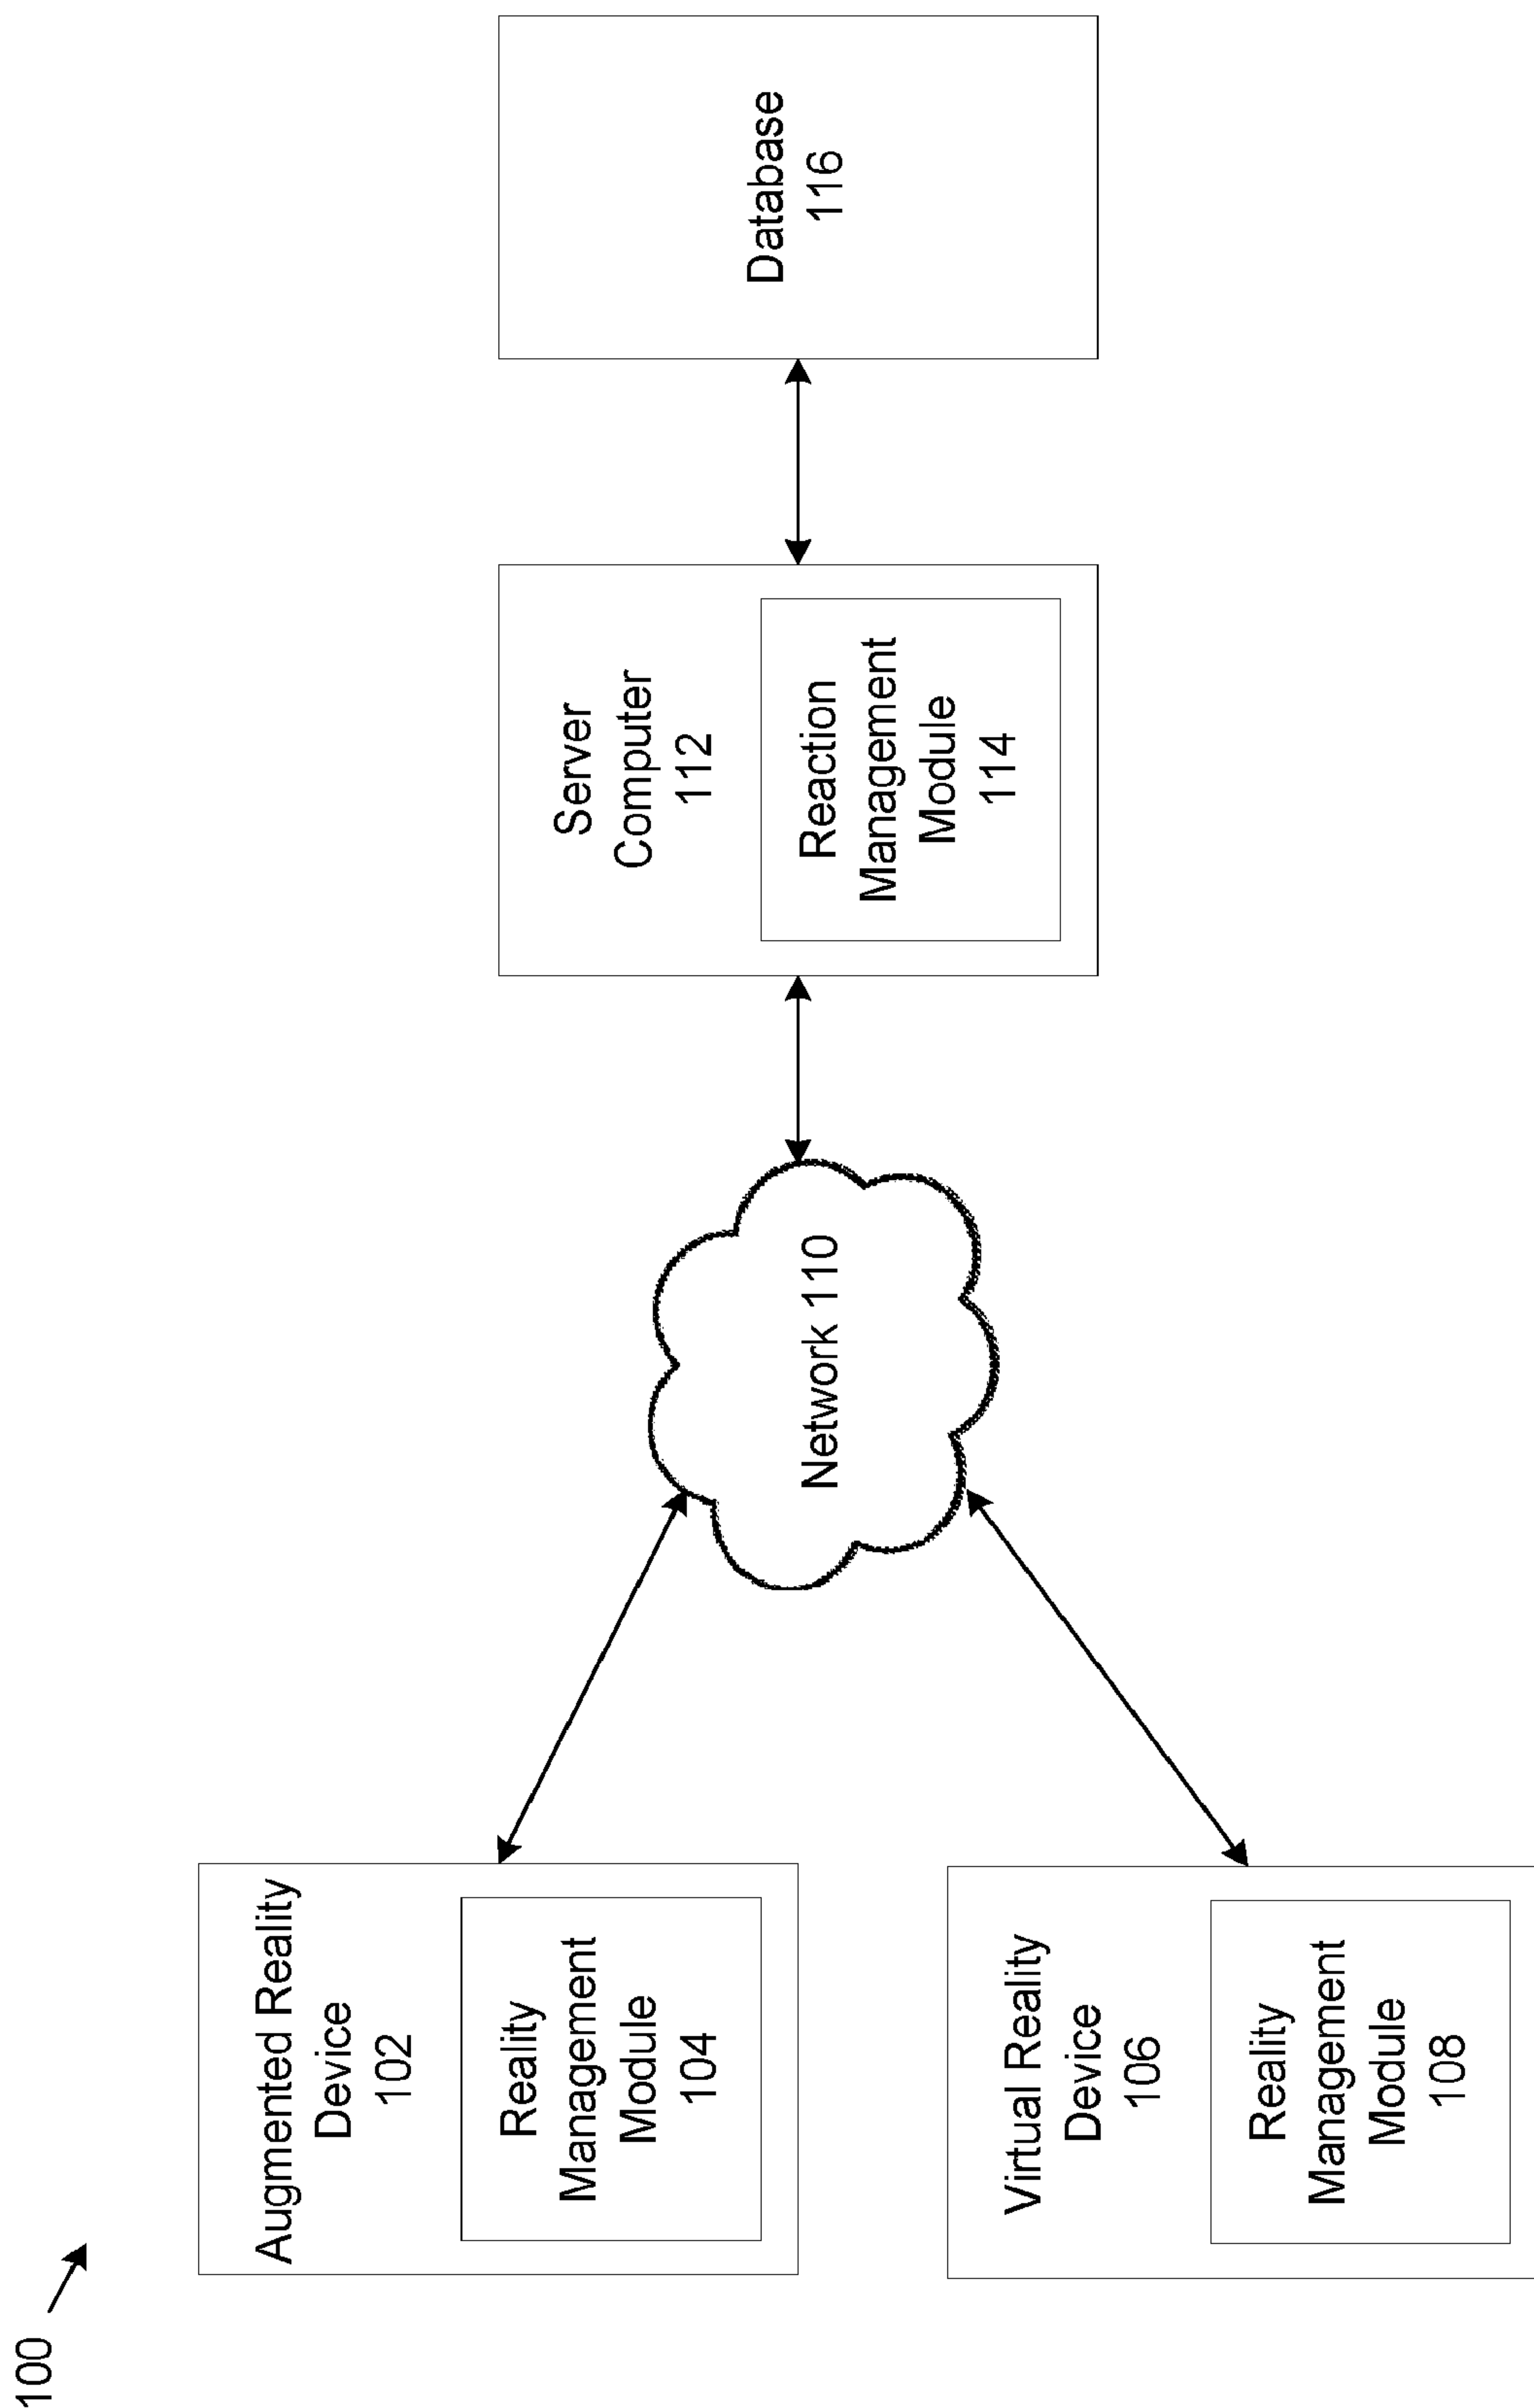 100
Augmented Reality
Device
102
Reality
Management
Module
104
Virtual Reality
Device
106
Reality
Management
Module
108
Network 110
Server
Computer
112
Reaction
Management
Module
114
Database
116